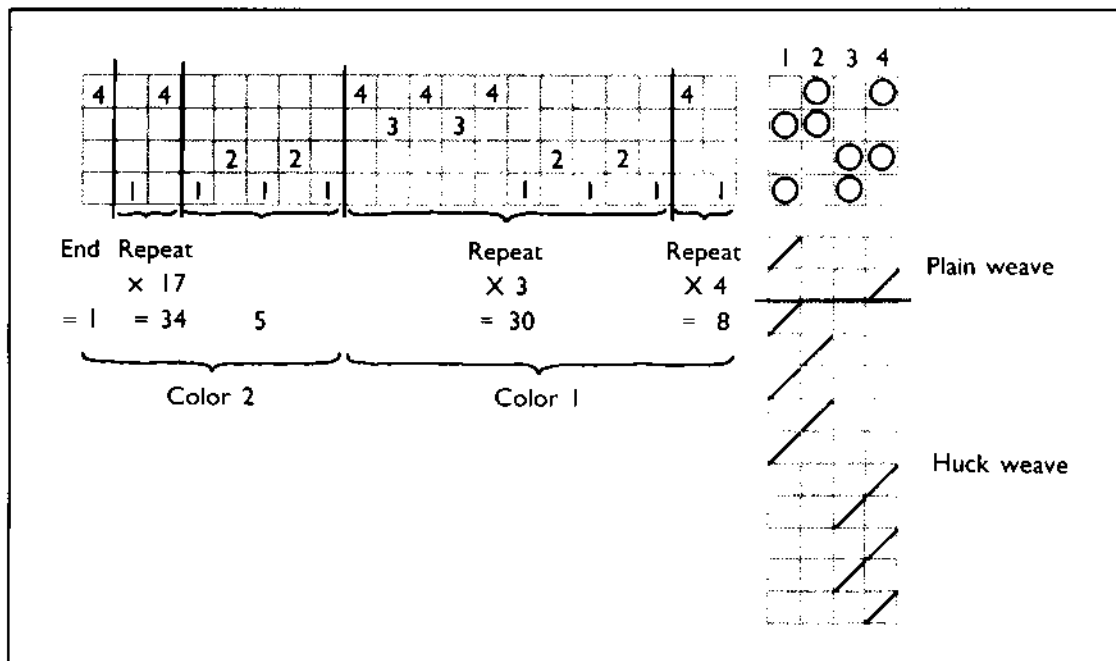 1 2 3 4
4 4 4 4 4 4
3 3
2 2 2 2
1 1 1 1 1 1 1 1
End Repeat Repeat Repeat
× 17 × 3 × 4
= 1 = 34 5 = 30 = 8
Color 2 Color 1
Plain weave
Huck weave